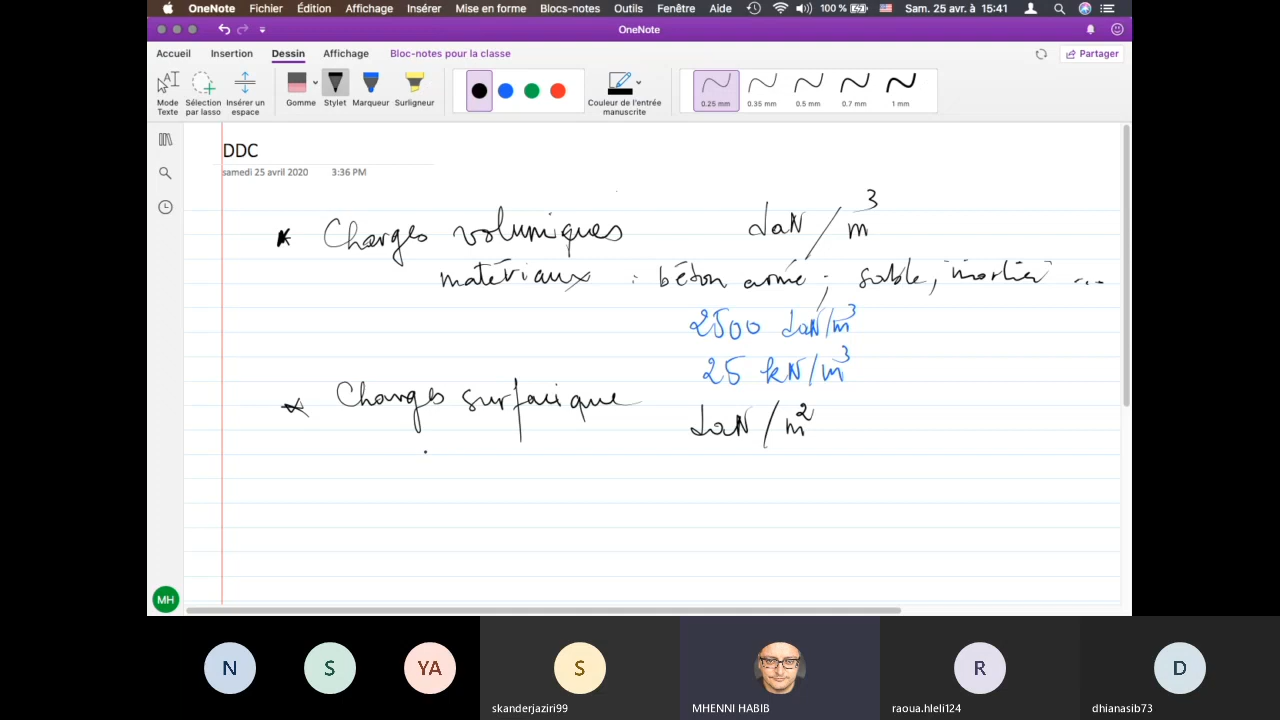 OneNote Fichier Édition Affichage Insérer Mise en forme Blocs-notes Outils Fenêtre Aide 100 % Sam. 25 avr. à 15:41
OneNote
Accueil Insertion Dessin Affichage Bloc-notes pour la classe Partager
Mode Texte Sélection par lasso Insérer un espace Gomme Stylet Marqueur Surligneur Couleur de l'entrée manuscrite 0.25 mm 0.35 mm 0.5 mm 0.7 mm 1 mm
DDC
samedi 25 avril 2020 3:36 PM
* Charges volumiques daN/m³
matériaux : béton armé ; sable, "mortier" ...
2500 daN/m³
25 kN/m³
* Charges surfacique daN/m²
MH
N S YA S R D
skanderjaziri99 MHENNI HABIB raoua.hleli124 dhianasib73